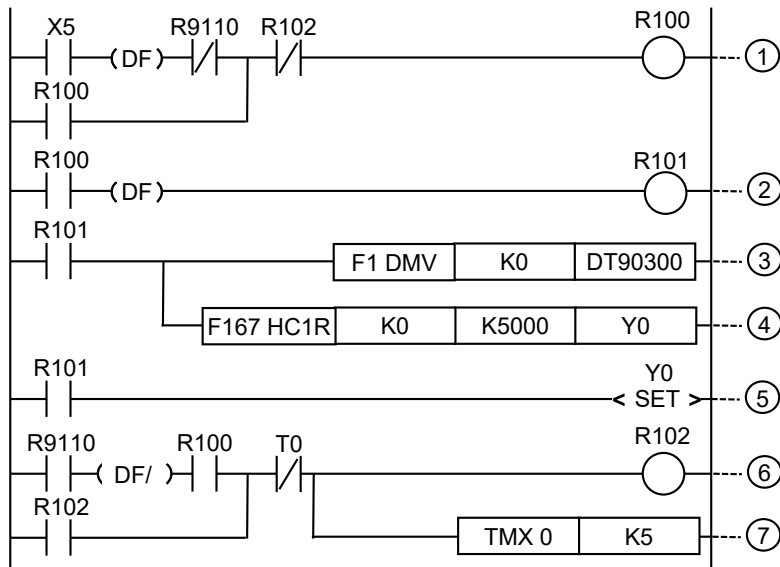 X5 R9110 R102 R100
(DF) ①
R100
R100 R101
(DF) ②
R101
F1 DMV K0 DT90300 ③
F167 HC1R K0 K5000 Y0 ④
R101 Y0
< SET > ⑤
R9110 R100 T0 R102
( DF/ ) ⑥
R102
TMX 0 K5 ⑦